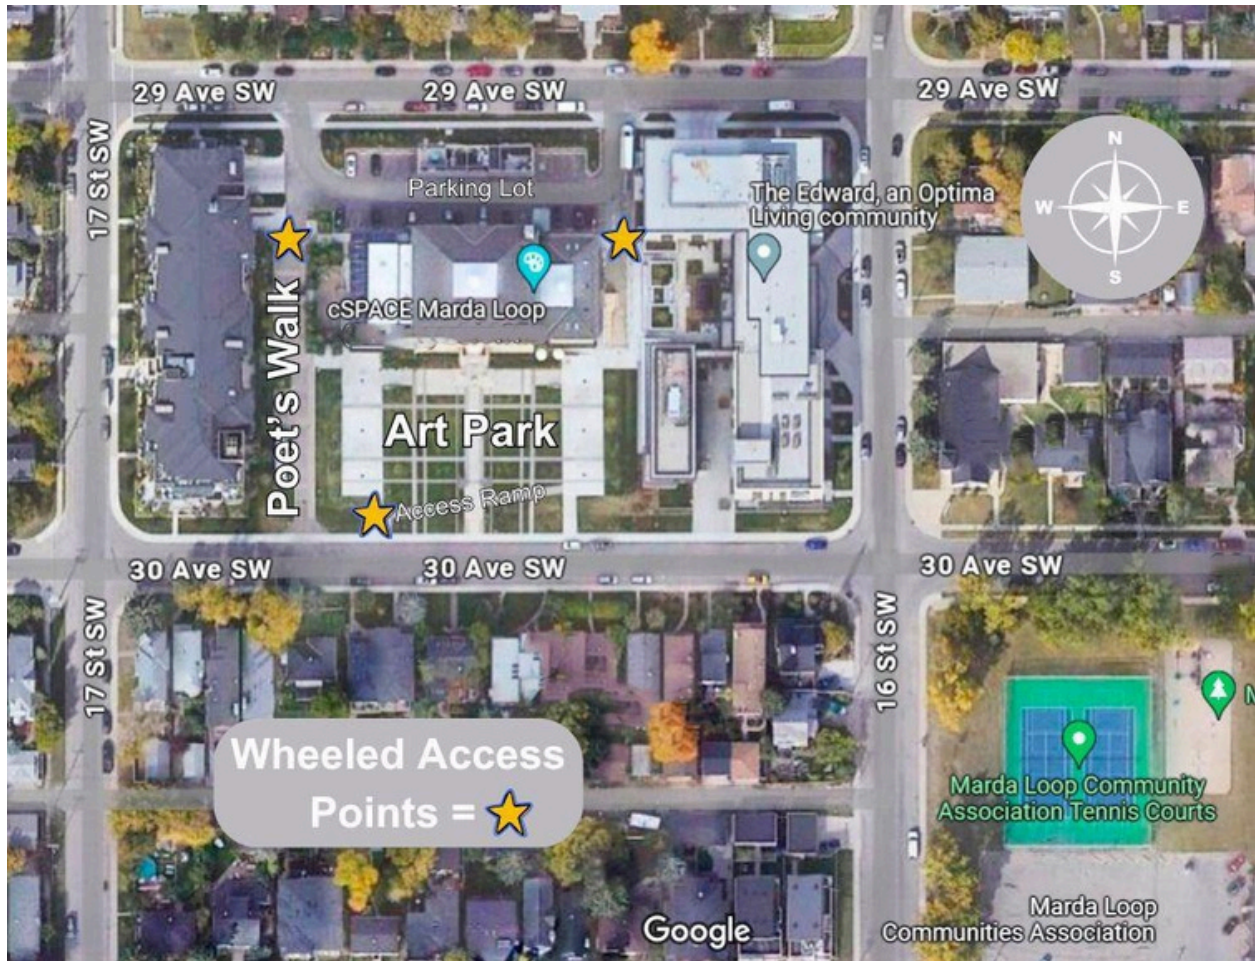 29 Ave SW
29 Ave SW
29 Ave SW
17 St SW
N
W
E
S
Parking Lot
The Edward, an Optima
Living community
cSPACE Marda Loop
Poet's Walk
Art Park
Access Ramp
30 Ave SW
30 Ave SW
30 Ave SW
17 St SW
16 St SW
Wheeled Access
Points =
Marda Loop Community
Association Tennis Courts
Marda Loop
Communities Association
Google